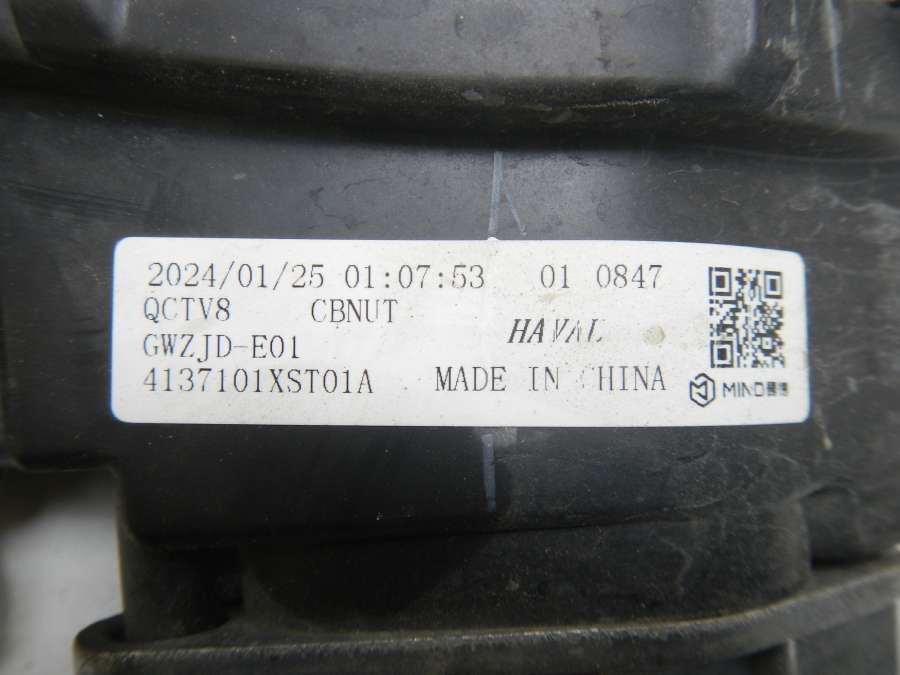 2024/01/25 01:07:53 01 0847
QCTV8 CBNUT
HAVAL
GWZJD-E01
4137101XST01A MADE IN CHINA
MIND